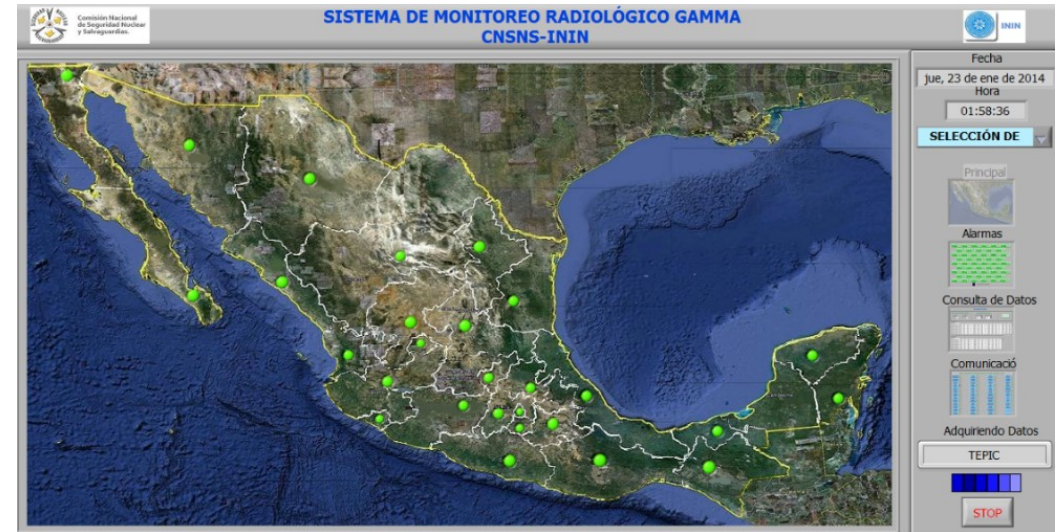 Comisión Nacional
de Seguridad Nuclear
y Salvaguardias.
SISTEMA DE MONITOREO RADIOLÓGICO GAMMA
CNSNS-ININ
ININ
Fecha
jue, 23 de ene de 2014
Hora
01:58:36
SELECCIÓN DE
Principal
Alarmas
Consulta de Datos
Comunicació
Adquiriendo Datos
TEPIC
STOP